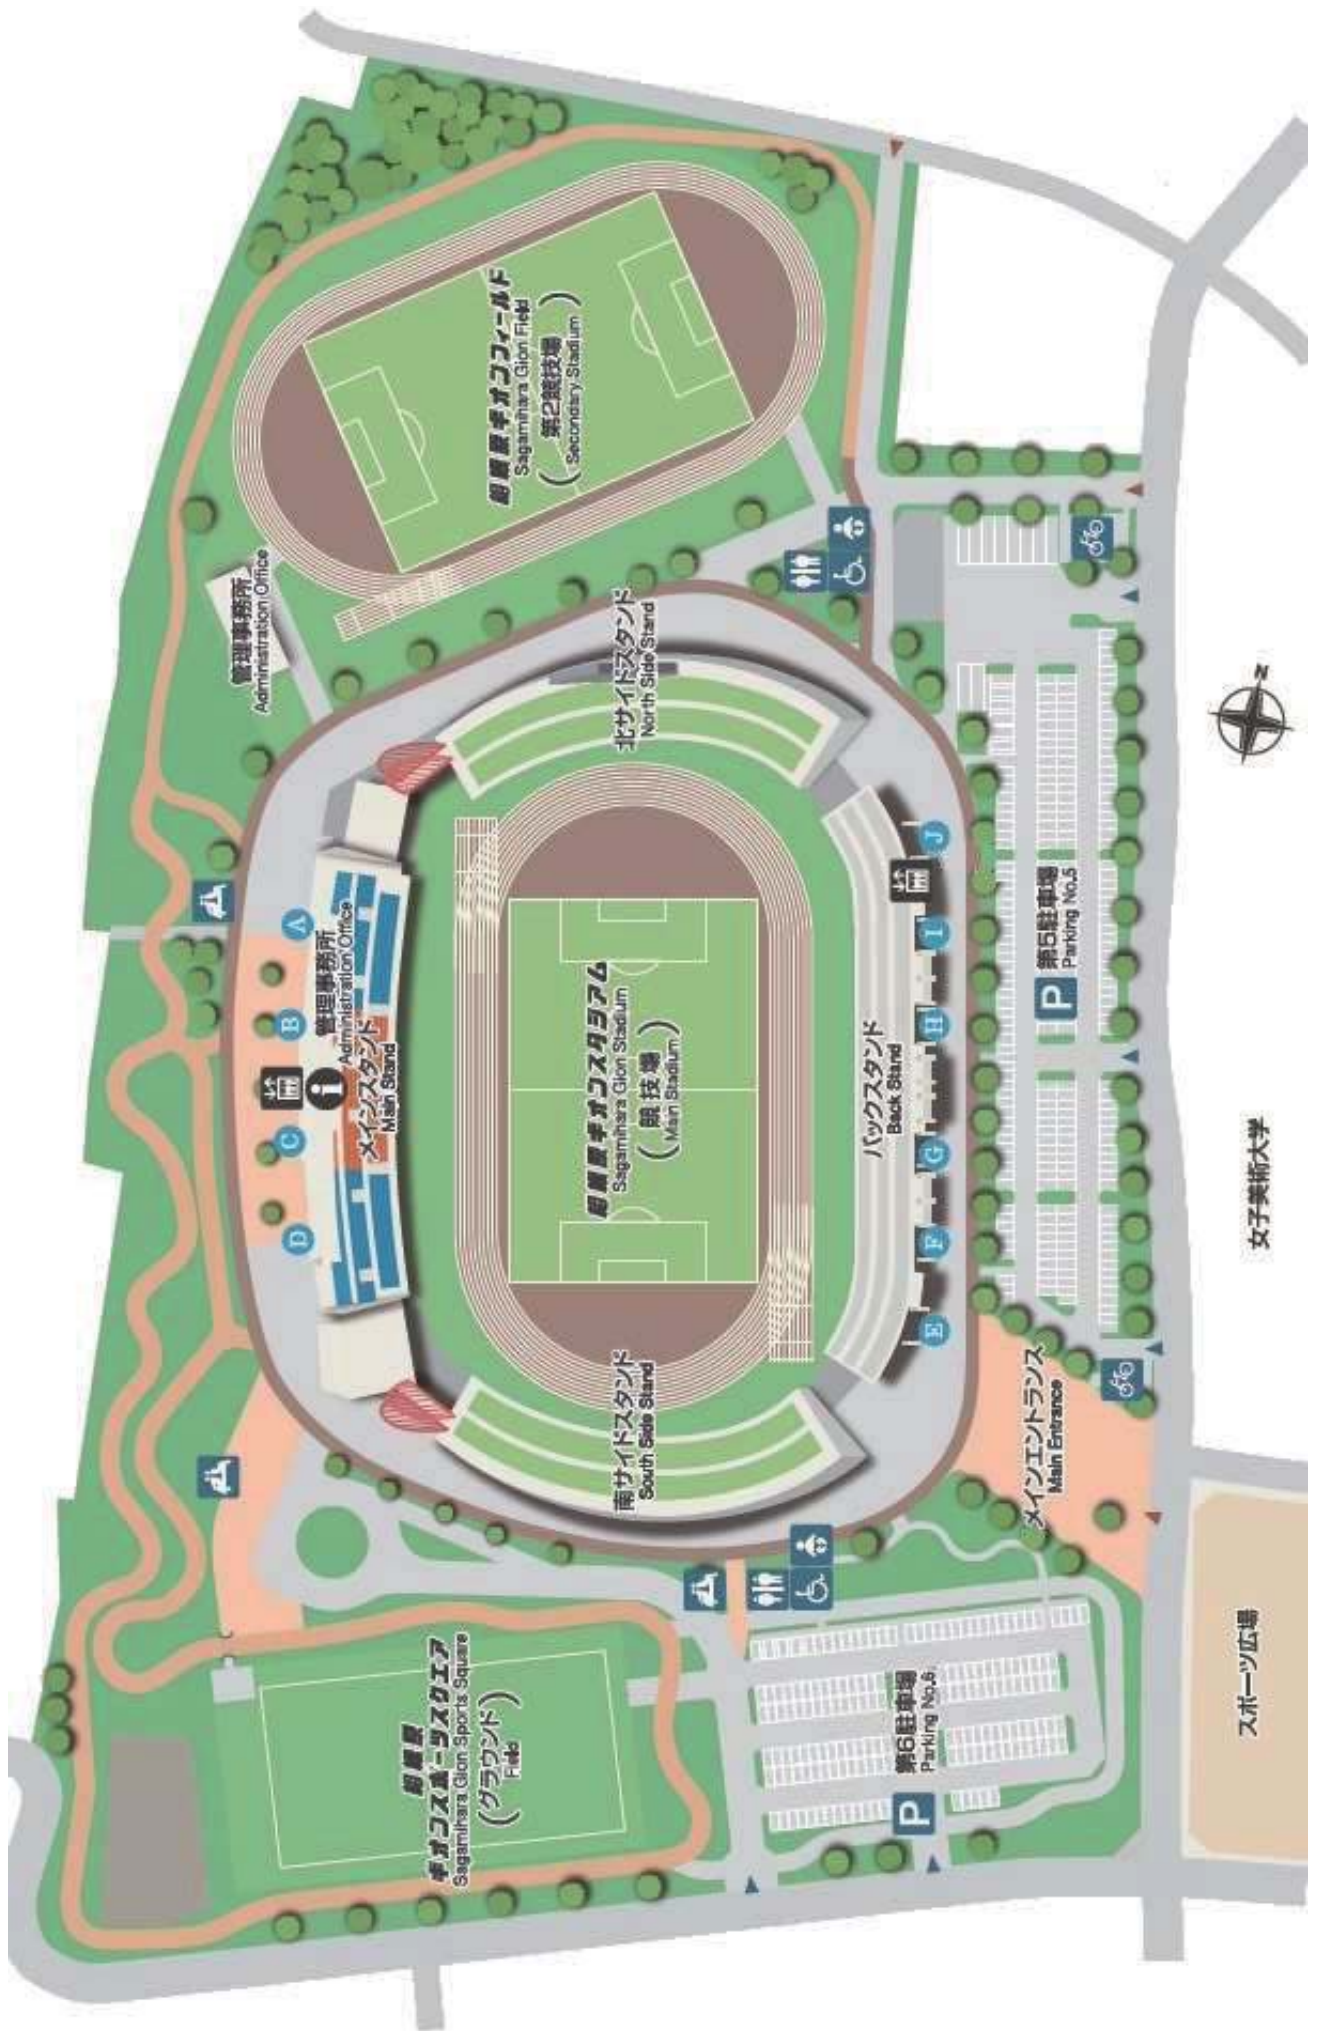 相模原ギオンスポーツスクエア
Sagamihara Gion Sports Square
(グラウンド)
Field
管理事務所
Administration Office
相模原ギオンフィールド
Sagamihara Gion Field
(第2競技場)
Secondary Stadium
D
C
B
A
i
管理事務所
Administration Office
メインスタンド
Main Stand
南サイドスタンド
South Side Stand
相模原ギオンスタジアム
Sagamihara Gion Stadium
(競技場)
Main Stadium
北サイドスタンド
North Side Stand
バックスタンド
Back Stand
E
F
G
H
I
J
第6駐車場
Parking No.6
P
メインエントランス
Main Entrance
P
第5駐車場
Parking No.5
スポーツ広場
女子美術大学
N